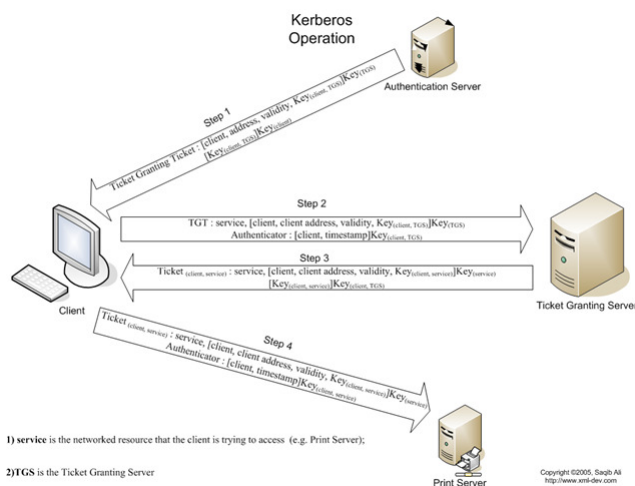 Kerberos
Operation
Authentication Server
Step 1
Ticket Granting Ticket : [client, address, validity, Key(client, TGS)]Key(TGS)
[Key(client, TGS)]Key(client)
Step 2
TGT : service, [client, client address, validity, Key(client, TGS)]Key(TGS)
Authenticator : [client, timestamp]Key(client, TGS)
Step 3
Ticket (client, service) : service, [client, client address, validity, Key(client, service)]Key(service)
[Key(client, service)]Key(client, TGS)
Client
Ticket Granting Server
Step 4
Ticket (client, service) : service, [client, client address, validity, Key(client, service)]Key(service)
Authenticator : [client, timestamp]Key(client, service)
1) service is the networked resource that the client is trying to access (e.g. Print Server);
2)TGS is the Ticket Granting Server
Print Server
Copyright ©2005, Saqib Ali
http://www.xml-dev.com